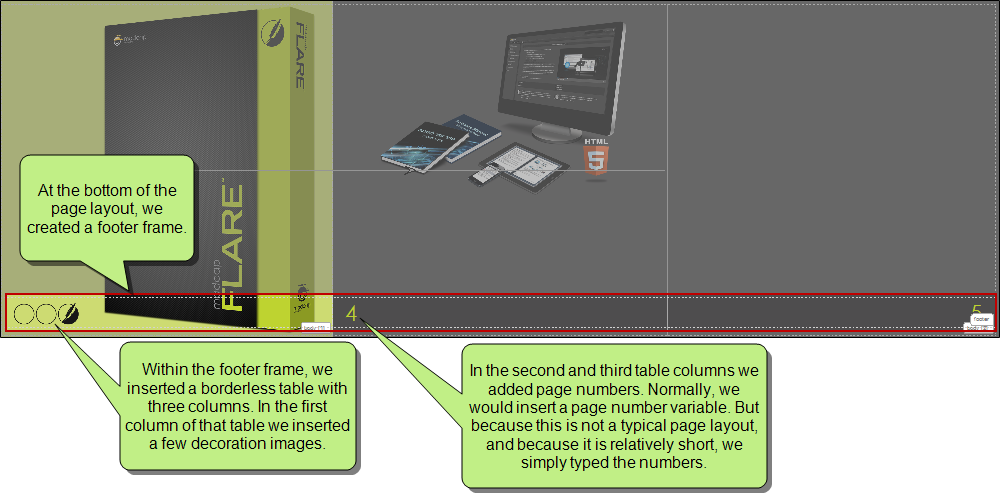 madcap
FLARE
HTML
5
At the bottom of the
page layout, we
created a footer frame.
madcap
FLARE
4
5
footer
Within the footer frame, we
inserted a borderless table with
three columns. In the first
column of that table we inserted
a few decoration images.
In the second and third table columns we
added page numbers. Normally, we
would insert a page number variable. But
because this is not a typical page layout,
and because it is relatively short, we
simply typed the numbers.